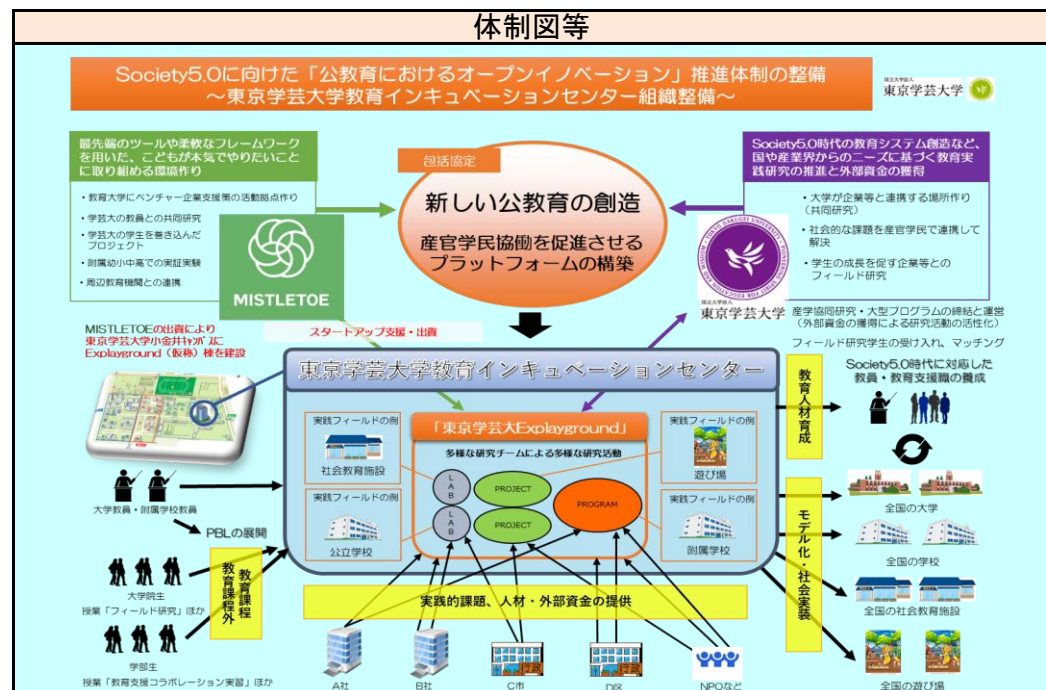 体制図等
Society5.0に向けた「公教育におけるオープンイノベーション」推進体制の整備
～東京学芸大学教育インキュベーションセンター組織整備～
国立大学法人
東京学芸大学
最先端のツールや柔軟なフレームワーク
を用いた、こどもが本気でやりたいこと
に取り組める環境作り
・教育大学にベンチャー企業支援策の活動拠点作り
・学芸大の教員との共同研究
・学芸大の学生を巻き込んだ
プロジェクト
・附属幼小中高での実証実験
・周辺教育機関との連携
MISTLETOE
包括協定
新しい公教育の創造
産官学民協働を促進させる
プラットフォームの構築
Society5.0時代の教育システム創造など、
国や産業界からのニーズに基づく教育実
践研究の推進と外部資金の獲得
・大学が企業等と連携する場所作り
（共同研究）
・社会的な課題を産官学民で連携して
解決
・学生の成長を促す企業等との
フィールド研究
国立大学法人
東京学芸大学
産学協同研究・大型プログラムの締結と運営
（外部資金の獲得による研究活動の活性化）
フィールド研究学生の受け入れ、マッチング
MISTLETOEの出資により
東京学芸大学小金井ｷｬﾝﾊﾟｽに
Explayground（仮称）棟を建設
スタートアップ支援・出資
東京学芸大学教育インキュベーションセンター
実践フィールドの例
社会教育施設
実践フィールドの例
公立学校
「東京学芸大Explayground」
多様な研究チームによる多様な研究活動
LAB
LAB
PROJECT
PROJECT
PROGRAM
実践フィールドの例
遊び場
実践フィールドの例
附属学校
教育人材育成
Society5.0時代に対応した
教員・教育支援職の養成
モデル化・社会実装
全国の大学
全国の学校
全国の社会教育施設
全国の遊び場
大学教員・附属学校教員
PBLの展開
大学院生
授業「フィールド研究」ほか
学部生
授業「教育支援コラボレーション実習」ほか
教育課程
教育課程外
実践的課題、人材・外部資金の提供
A社
B社
C市
D区
NPOなど